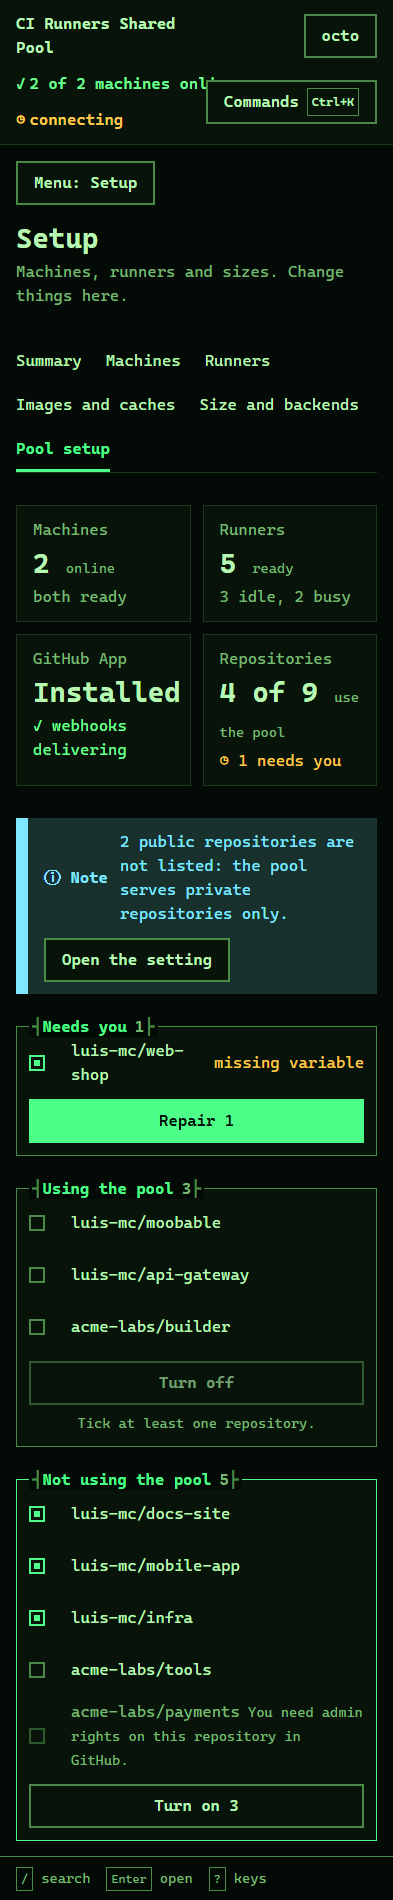 CI Runners Shared
Pool
octo
✓ 2 of 2 machines
Commands Ctrl+K
connecting
Menu: Setup
Setup
Machines, runners and sizes. Change
things here.
Summary Machines Runners
Images and caches Size and backends
Pool setup
Machines
2 online
both ready
Runners
5 ready
3 idle, 2 busy
GitHub App
Installed
✓ webhooks
delivering
Repositories
4 of 9 use
the pool
1 needs you
2 public repositories are
not listed: the pool
serves private
repositories only.
ⓘ Note
Open the setting
Needs you 1
luis-mc/web-
shop
missing variable
Repair 1
Using the pool 3
luis-mc/moobable
luis-mc/api-gateway
acme-labs/builder
Turn off
Tick at least one repository.
Not using the pool 5
luis-mc/docs-site
luis-mc/mobile-app
luis-mc/infra
acme-labs/tools
acme-labs/payments You need admin
rights on this repository in
GitHub.
Turn on 3
/ search Enter open ? keys